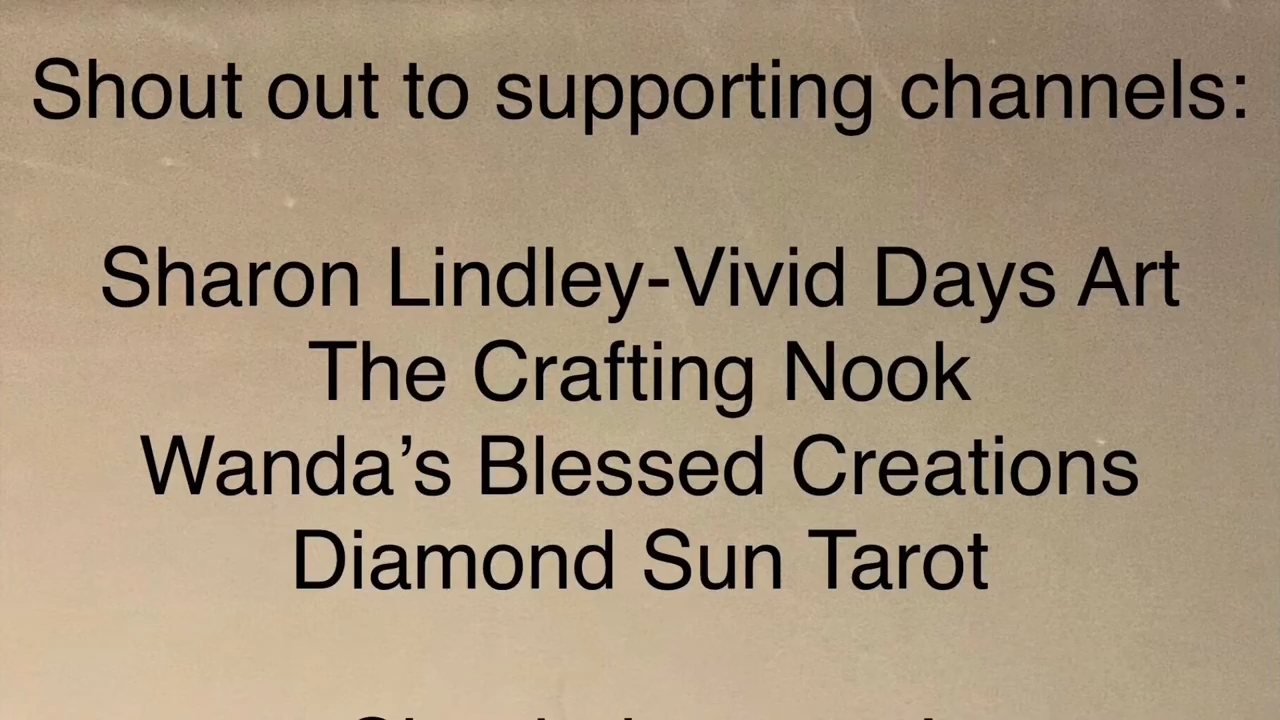 Shout out to supporting channels:
Sharon Lindley-Vivid Days Art
The Crafting Nook
Wanda’s Blessed Creations
Diamond Sun Tarot